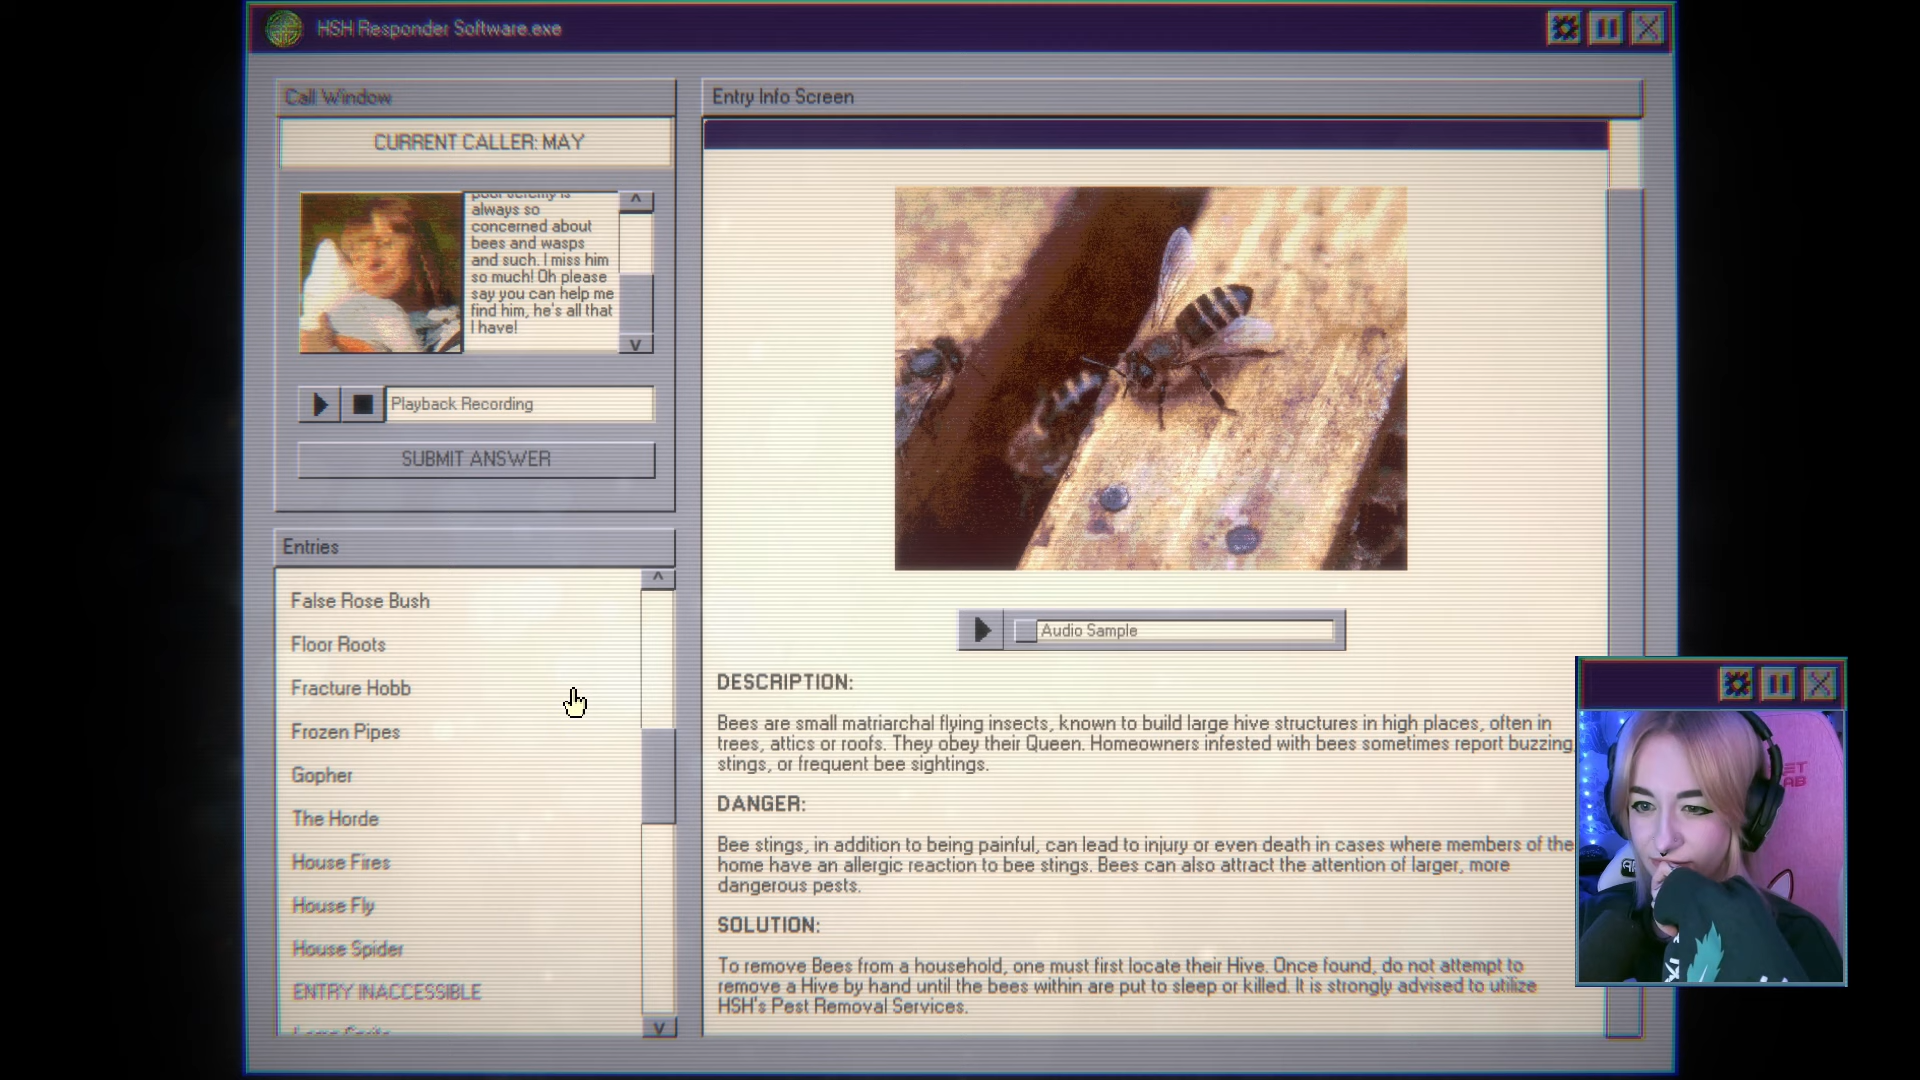 HSH Responder Software.exe
Call Window
CURRENT CALLER: MAY
always so
concerned about
bees and wasps
and such. I miss him
so much! Oh please
say you can help me
find him, he's all that
I have!
Playback Recording
SUBMIT ANSWER
Entries
False Rose Bush
Floor Roots
Fracture Hobb
Frozen Pipes
Gopher
The Horde
House Fires
House Fly
House Spider
ENTRY INACCESSIBLE
Entry Info Screen
Audio Sample
DESCRIPTION:
Bees are small matriarchal flying insects, known to build large hive structures in high places, often in
trees, attics or roofs. They obey their Queen. Homeowners infested with bees sometimes report buzzing,
stings, or frequent bee sightings.
DANGER:
Bee stings, in addition to being painful, can lead to injury or even death in cases where members of the
home have an allergic reaction to bee stings. Bees can also attract the attention of larger, more
dangerous pests.
SOLUTION:
To remove Bees from a household, one must first locate their Hive. Once found, do not attempt to
remove a Hive by hand until the bees within are put to sleep or killed. It is strongly advised to utilize
HSH's Pest Removal Services.